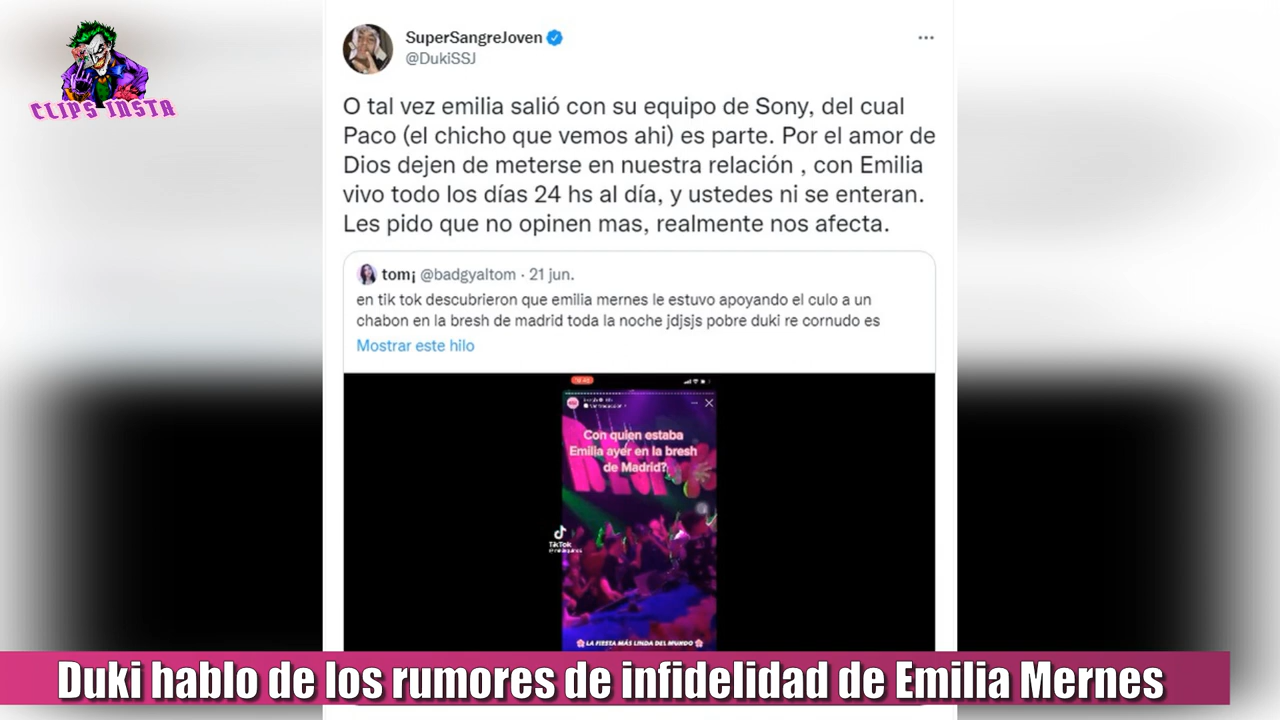 CLIPS INSTA
SuperSangreJoven
@DukiSSJ
O tal vez emilia salió con su equipo de Sony, del cual
Paco (el chicho que vemos ahi) es parte. Por el amor de
Dios dejen de meterse en nuestra relación , con Emilia
vivo todo los días 24 hs al día, y ustedes ni se enteran.
Les pido que no opinen mas, realmente nos afecta.
tom¡ @badgyaltom · 21 jun.
en tik tok descubrieron que emilia mernes le estuvo apoyando el culo a un
chabon en la bresh de madrid toda la noche jdjsjs pobre duki re cornudo es
Mostrar este hilo
Con quien estaba
Emilia ayer en la bresh
de Madrid?
TikTok
LA FIESTA MÁS LINDA DEL MUNDO
Duki hablo de los rumores de infidelidad de Emilia Mernes